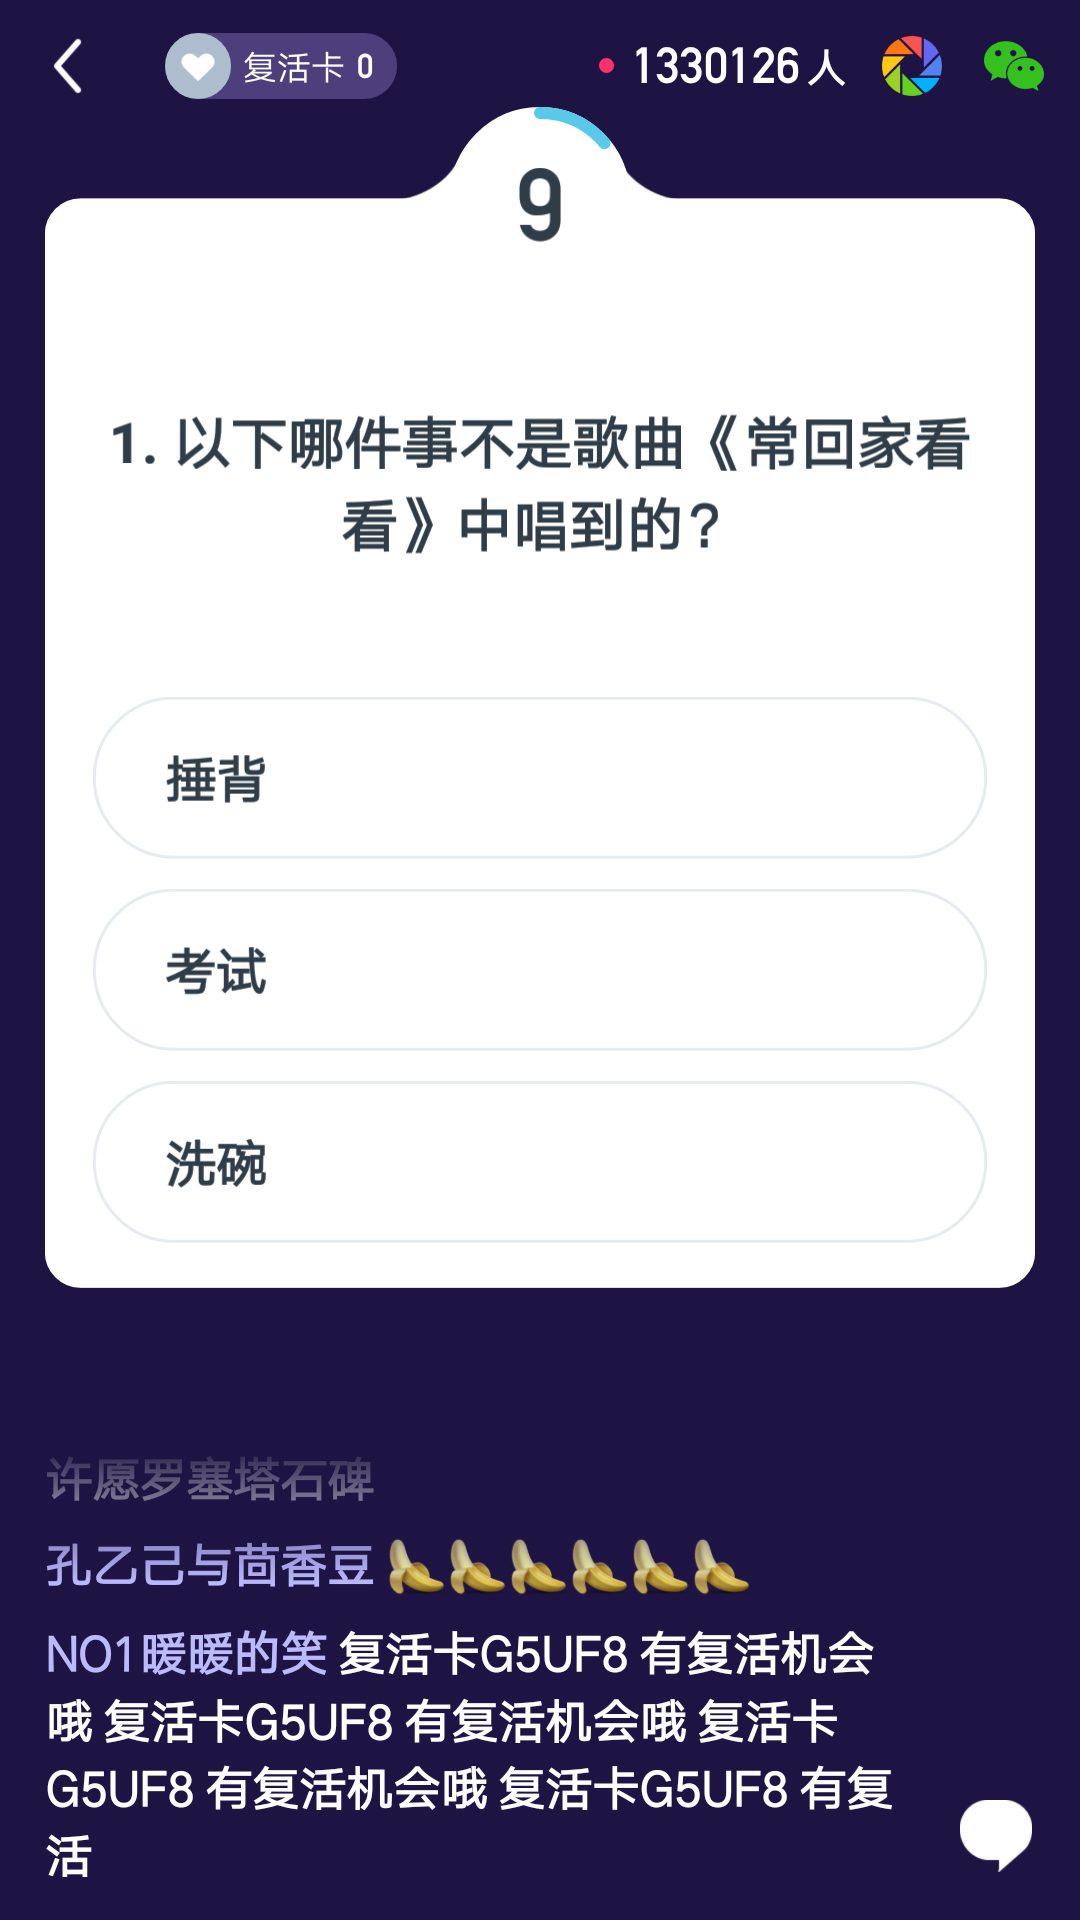 复活卡 0
1330126 人
9
1. 以下哪件事不是歌曲《常回家看
看》中唱到的？
捶背
考试
洗碗
许愿罗塞塔石碑
孔乙己与茴香豆 🍌🍌🍌🍌🍌🍌
NO1暖暖的笑 复活卡G5UF8 有复活机会
哦 复活卡G5UF8 有复活机会哦 复活卡
G5UF8 有复活机会哦 复活卡G5UF8 有复
活